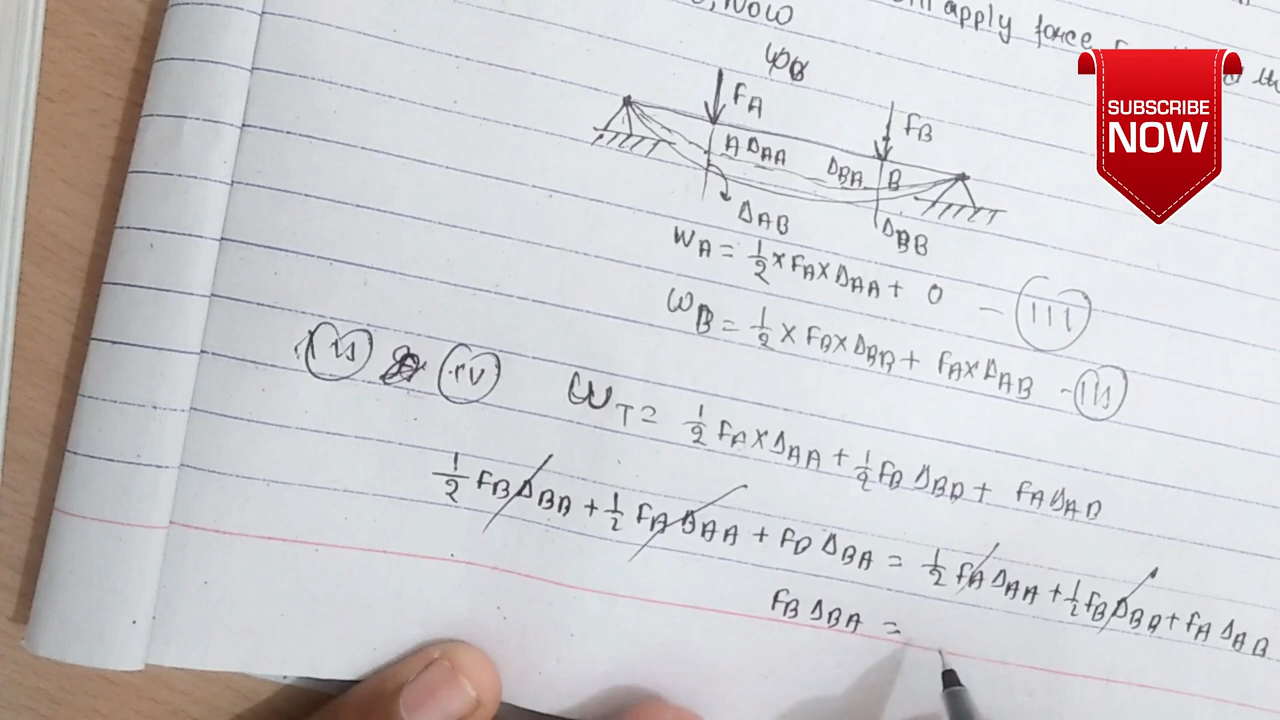 apply force
, Now
SUBSCRIBE
NOW
FA
FB
A ΔAA
ΔBA
B
ΔAB
ΔBB
WA = 1/2 × FA × ΔAA + 0 - III
WB = 1/2 × FB × ΔBB + FA × ΔAB -
IV
WT = 1/2 FA × ΔAA + 1/2 FB ΔBB + FA ΔAB
1/2 FB ΔBB + 1/2 FA ΔAA + FB ΔBA = 1/2 FA ΔAA + 1/2 FB ΔBB + FA ΔAB
FB ΔBA =